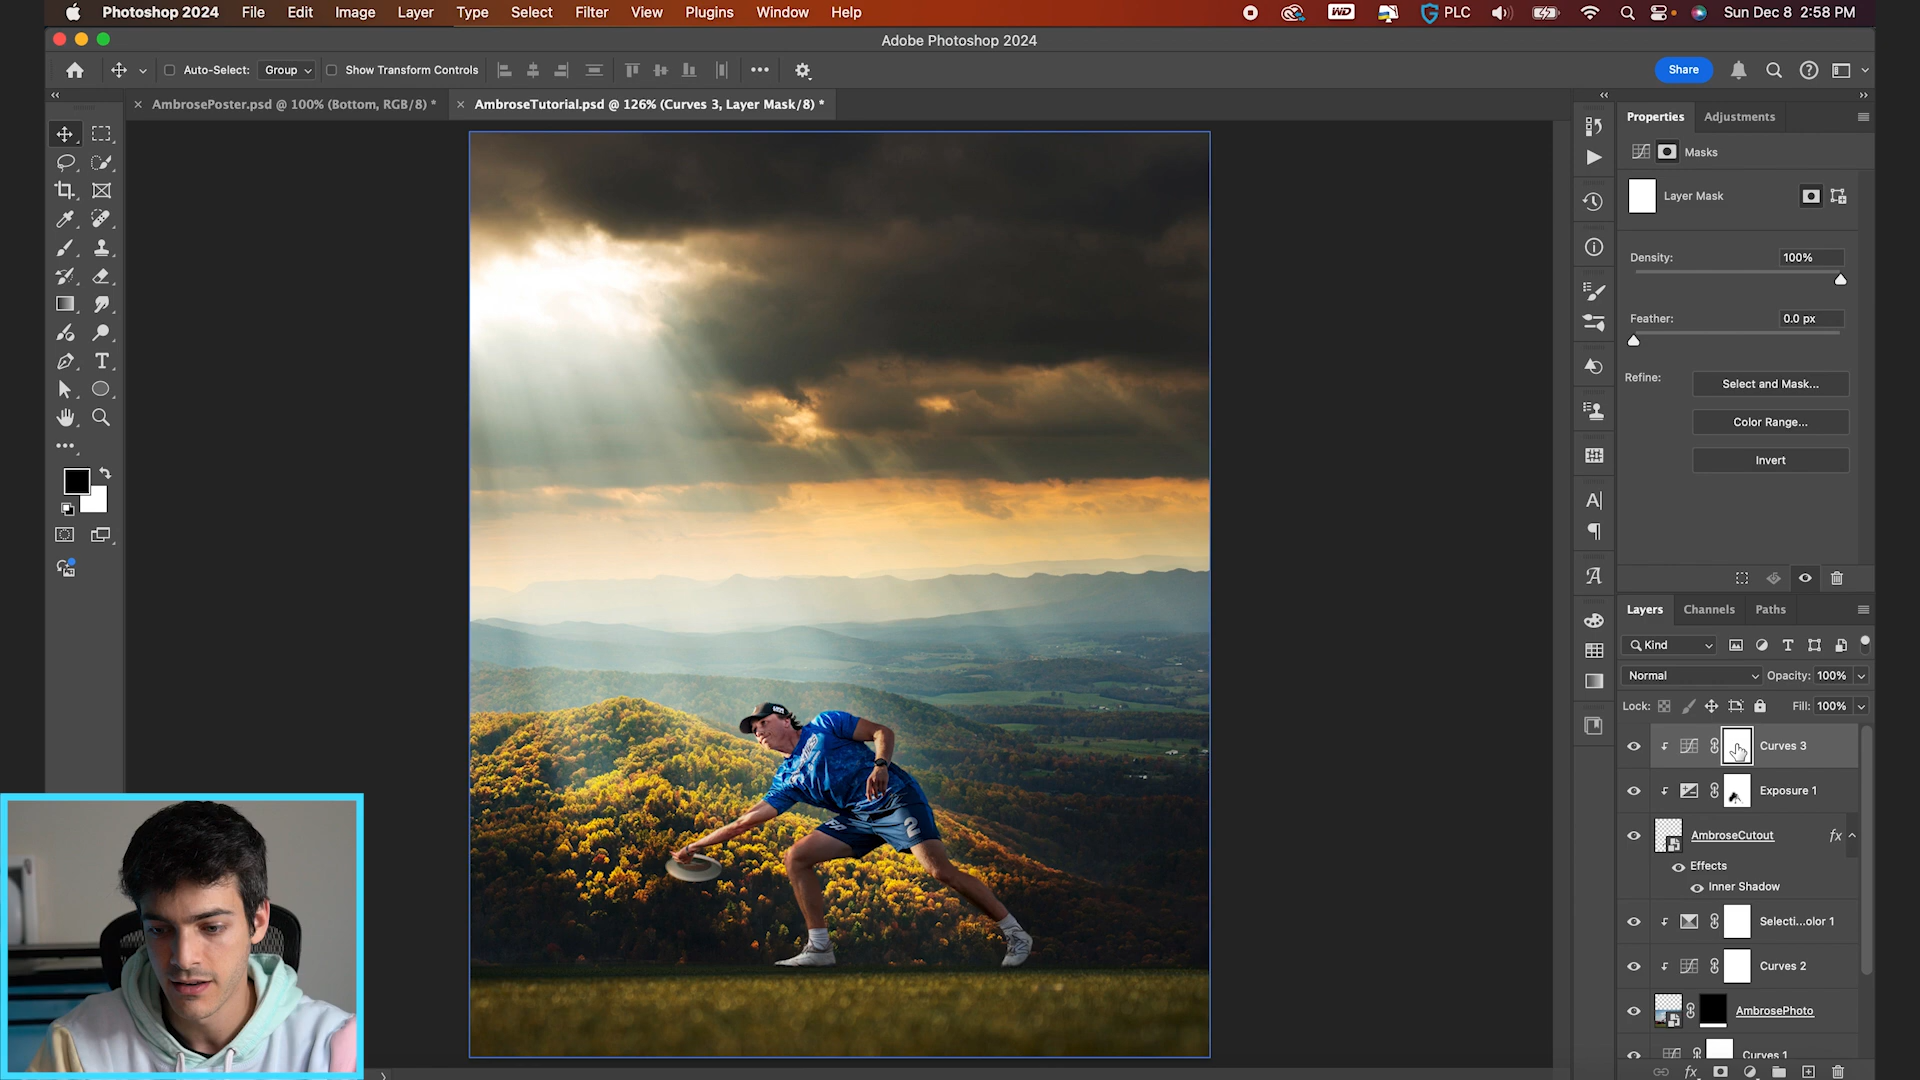 Photoshop 2024 File Edit Image Layer Type Select Filter View Plugins Window Help WD PLC Sun Dec 8 2:58 PM
Adobe Photoshop 2024
Auto-Select: Group Show Transform Controls Share
AmbrosePoster.psd @ 100% (Bottom, RGB/8) * AmbroseTutorial.psd @ 126% (Curves 3, Layer Mask/8) *
Properties Adjustments
Masks
Layer Mask
Density: 100%
Feather: 0.0 px
Refine: Select and Mask...
Color Range...
Invert
Layers Channels Paths
Kind
Normal Opacity: 100%
Lock: Fill: 100%
Curves 3
Exposure 1
AmbroseCutout fx
Effects
Inner Shadow
Selecti...olor 1
Curves 2
AmbrosePhoto
Curves 1
fx
2